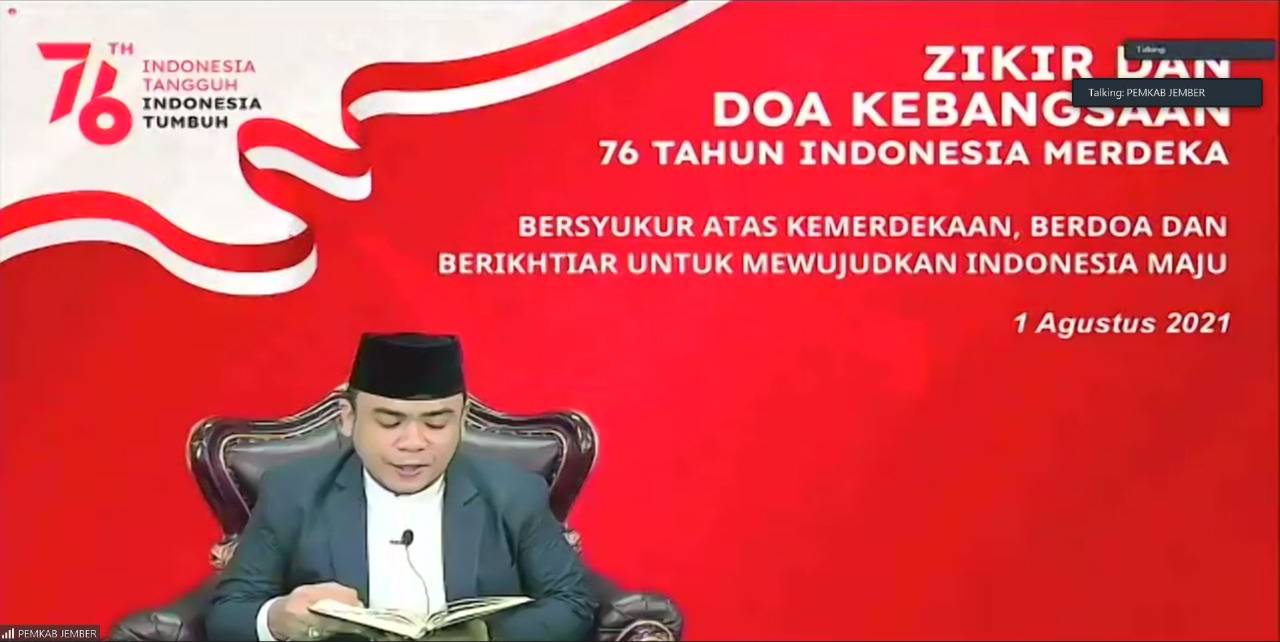 76TH
INDONESIA
TANGGUH
INDONESIA
TUMBUH
ZIKIR DAN
DOA KEBANGSAAN
76 TAHUN INDONESIA MERDEKA
BERSYUKUR ATAS KEMERDEKAAN, BERDOA DAN
BERIKHTIAR UNTUK MEWUJUDKAN INDONESIA MAJU
1 Agustus 2021
Talking:
Talking: PEMKAB JEMBER
PEMKAB JEMBER